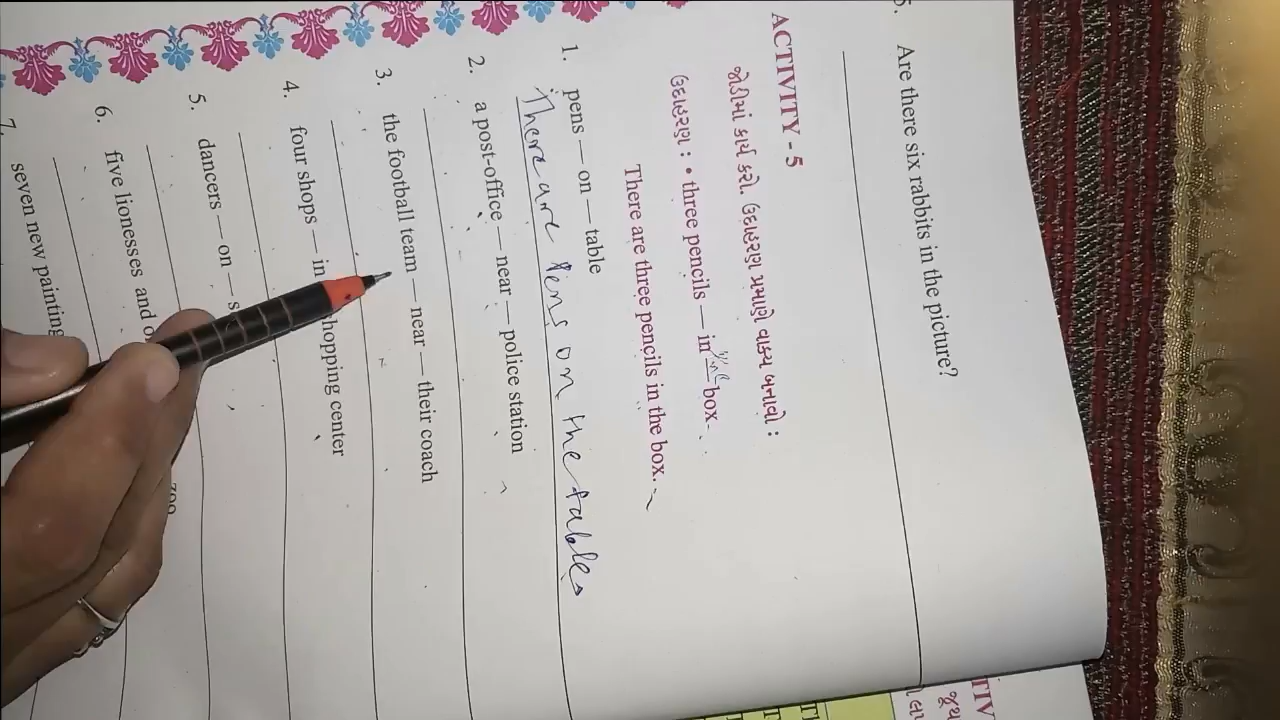 5. Are there six rabbits in the picture?
ACTIVITY - 5
જોડીમાં કાર્ય કરો. ઉદાહરણ પ્રમાણે વાક્ય બનાવો :
ઉદાહરણ : • three pencils — in box
There are three pencils in the box.
1. pens — on — table
There are pens on the table
2. a post-office — near — police station
3. the football team — near — their coach
4. four shops — in hopping center
5. dancers — on — s
6. five lionesses and
zoo
7. seven new painting